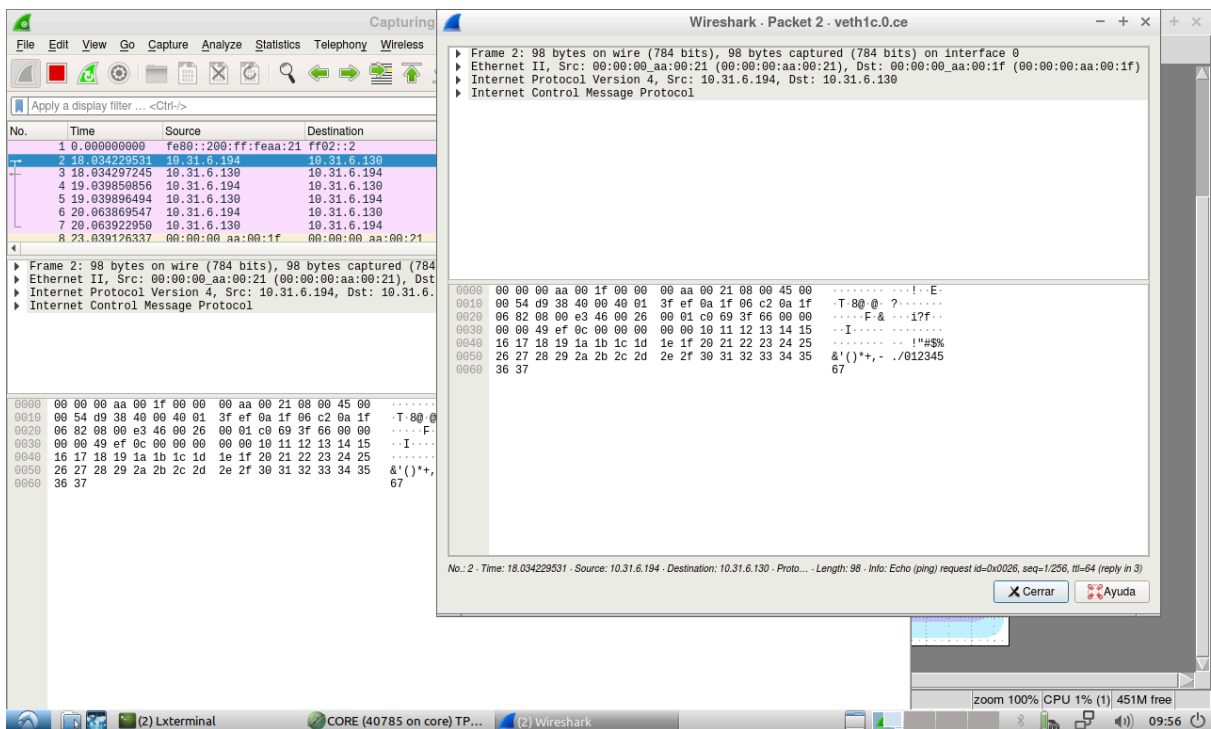 Capturing
File Edit View Go Capture Analyze Statistics Telephony Wireless
Apply a display filter … <Ctrl-/>
No. Time Source Destination
1 0.000000000 fe80::200:ff:feaa:21 ff02::2
2 18.034229531 10.31.6.194 10.31.6.130
3 18.034297245 10.31.6.130 10.31.6.194
4 19.039850856 10.31.6.194 10.31.6.130
5 19.039896494 10.31.6.130 10.31.6.194
6 20.063869547 10.31.6.194 10.31.6.130
7 20.063922950 10.31.6.130 10.31.6.194
8 23.039126337 00:00:00_aa:00:1f 00:00:00_aa:00:21
Frame 2: 98 bytes on wire (784 bits), 98 bytes captured (784
Ethernet II, Src: 00:00:00_aa:00:21 (00:00:00:aa:00:21), Dst
Internet Protocol Version 4, Src: 10.31.6.194, Dst: 10.31.6.
Internet Control Message Protocol
0000 00 00 00 aa 00 1f 00 00 00 aa 00 21 08 00 45 00 ·······
0010 00 54 d9 38 40 00 40 01 3f ef 0a 1f 06 c2 0a 1f ·T·8@·@
0020 06 82 08 00 e3 46 00 26 00 01 c0 69 3f 66 00 00 ·····F·
0030 00 00 49 ef 0c 00 00 00 00 00 10 11 12 13 14 15 ··I····
0040 16 17 18 19 1a 1b 1c 1d 1e 1f 20 21 22 23 24 25 ·······
0050 26 27 28 29 2a 2b 2c 2d 2e 2f 30 31 32 33 34 35 &'()*+,
0060 36 37 67
Wireshark · Packet 2 · veth1c.0.ce
Frame 2: 98 bytes on wire (784 bits), 98 bytes captured (784 bits) on interface 0
Ethernet II, Src: 00:00:00_aa:00:21 (00:00:00:aa:00:21), Dst: 00:00:00_aa:00:1f (00:00:00:aa:00:1f)
Internet Protocol Version 4, Src: 10.31.6.194, Dst: 10.31.6.130
Internet Control Message Protocol
0000 00 00 00 aa 00 1f 00 00 00 aa 00 21 08 00 45 00 ········ ···!··E·
0010 00 54 d9 38 40 00 40 01 3f ef 0a 1f 06 c2 0a 1f ·T·8@·@· ?·······
0020 06 82 08 00 e3 46 00 26 00 01 c0 69 3f 66 00 00 ·····F·& ···i?f··
0030 00 00 49 ef 0c 00 00 00 00 00 10 11 12 13 14 15 ··I····· ········
0040 16 17 18 19 1a 1b 1c 1d 1e 1f 20 21 22 23 24 25 ········ ·· !"#$%
0050 26 27 28 29 2a 2b 2c 2d 2e 2f 30 31 32 33 34 35 &'()*+,- ./012345
0060 36 37 67
No.: 2 · Time: 18.034229531 · Source: 10.31.6.194 · Destination: 10.31.6.130 · Proto… · Length: 98 · Info: Echo (ping) request id=0x0026, seq=1/256, ttl=64 (reply in 3)
Cerrar Ayuda
zoom 100% CPU 1% (1) 451M free
(2) Lxterminal CORE (40785 on core) TP... (2) Wireshark 09:56